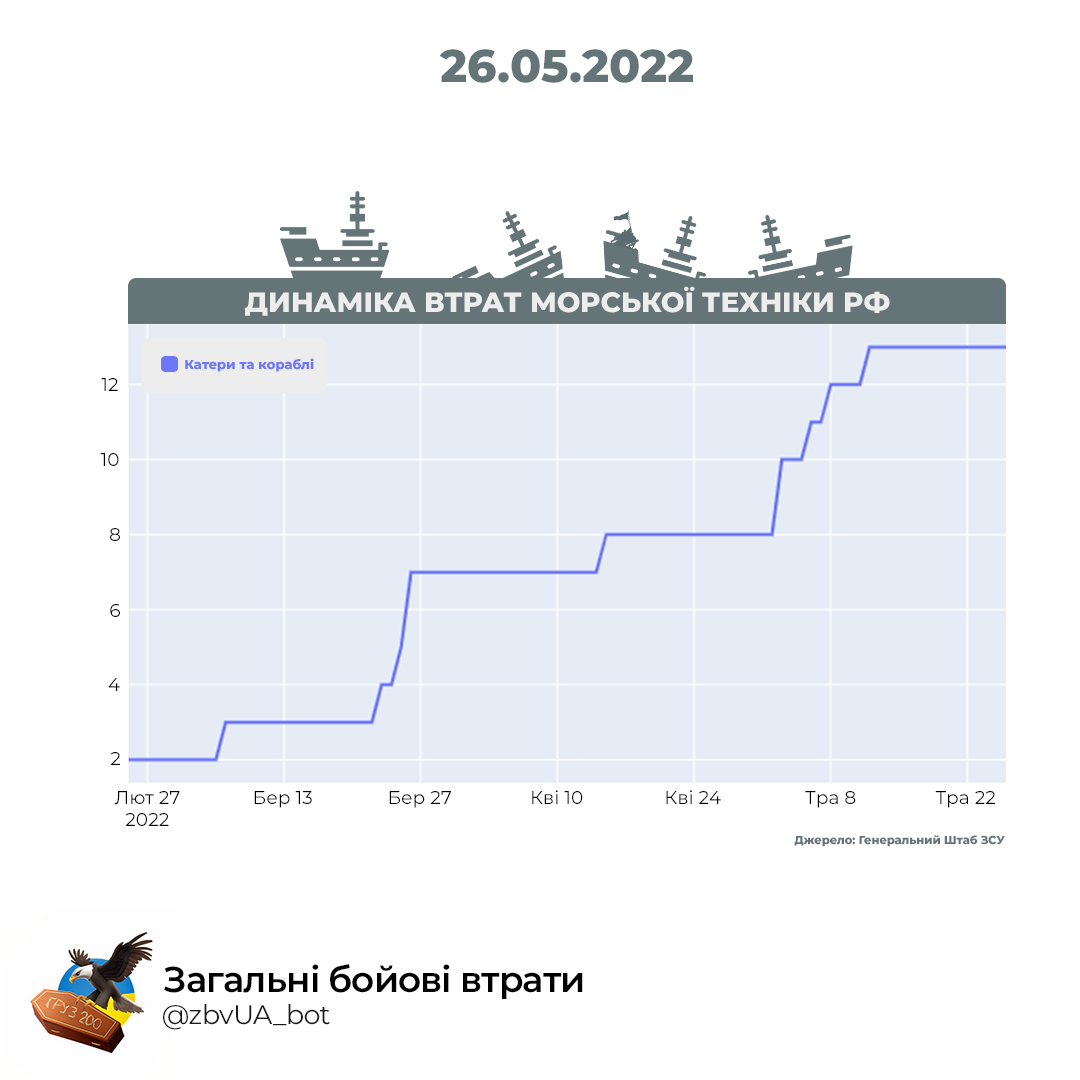 26.05.2022
ДИНАМІКА ВТРАТ МОРСЬКОЇ ТЕХНІКИ РФ
Катери та кораблі
12
10
8
6
4
2
Лют 27 Бер 13 Бер 27 Кві 10 Кві 24 Тра 8 Тра 22
2022
Джерело: Генеральний Штаб ЗСУ
ГРУЗ 200
Загальні бойові втрати
@zbvUA_bot